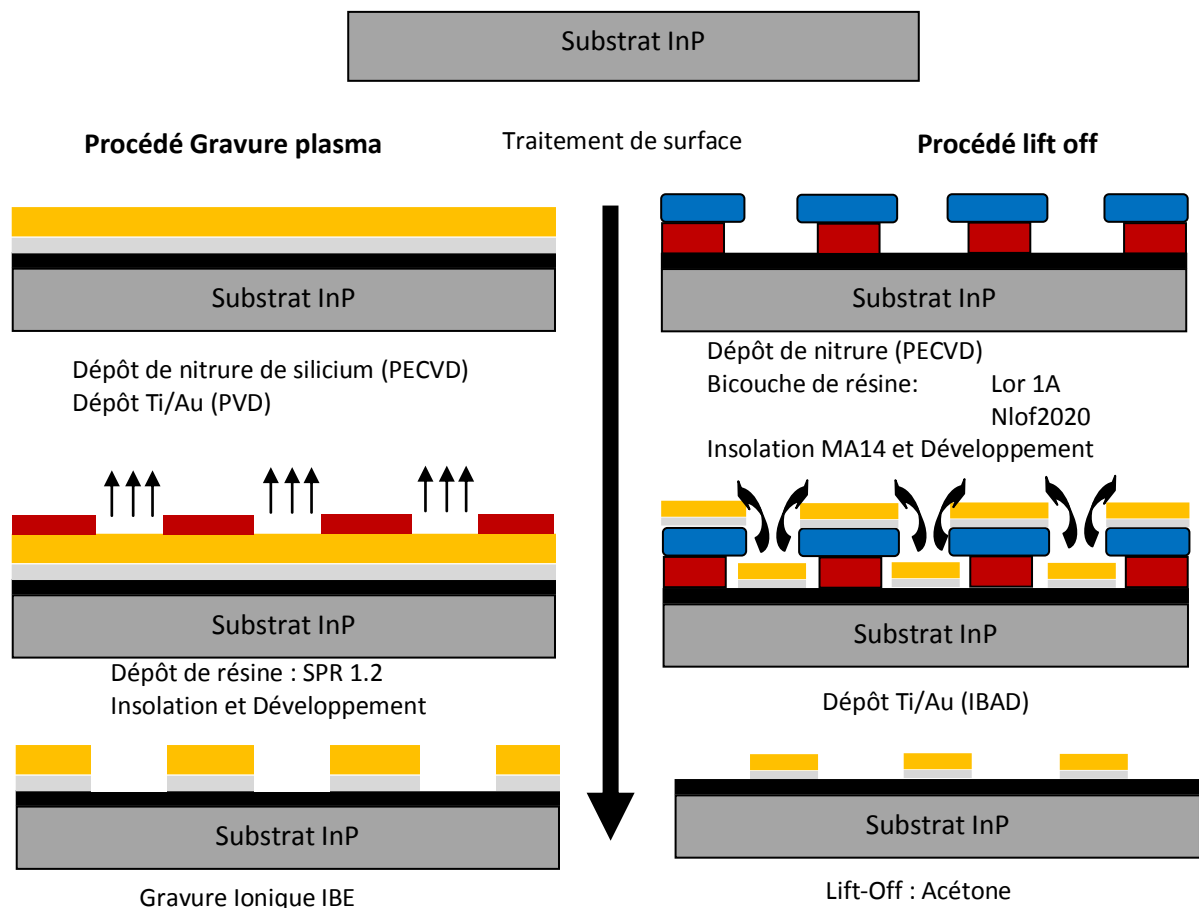 Substrat InP
Procédé Gravure plasma
Traitement de surface
Procédé lift off
Substrat InP
Dépôt de nitrure de silicium (PECVD)
Dépôt Ti/Au (PVD)
Substrat InP
Dépôt de résine : SPR 1.2
Insolation et Développement
Substrat InP
Gravure Ionique IBE
Substrat InP
Dépôt de nitrure (PECVD)
Bicouche de résine: Lor 1A
Nlof2020
Insolation MA14 et Développement
Substrat InP
Dépôt Ti/Au (IBAD)
Substrat InP
Lift-Off : Acétone